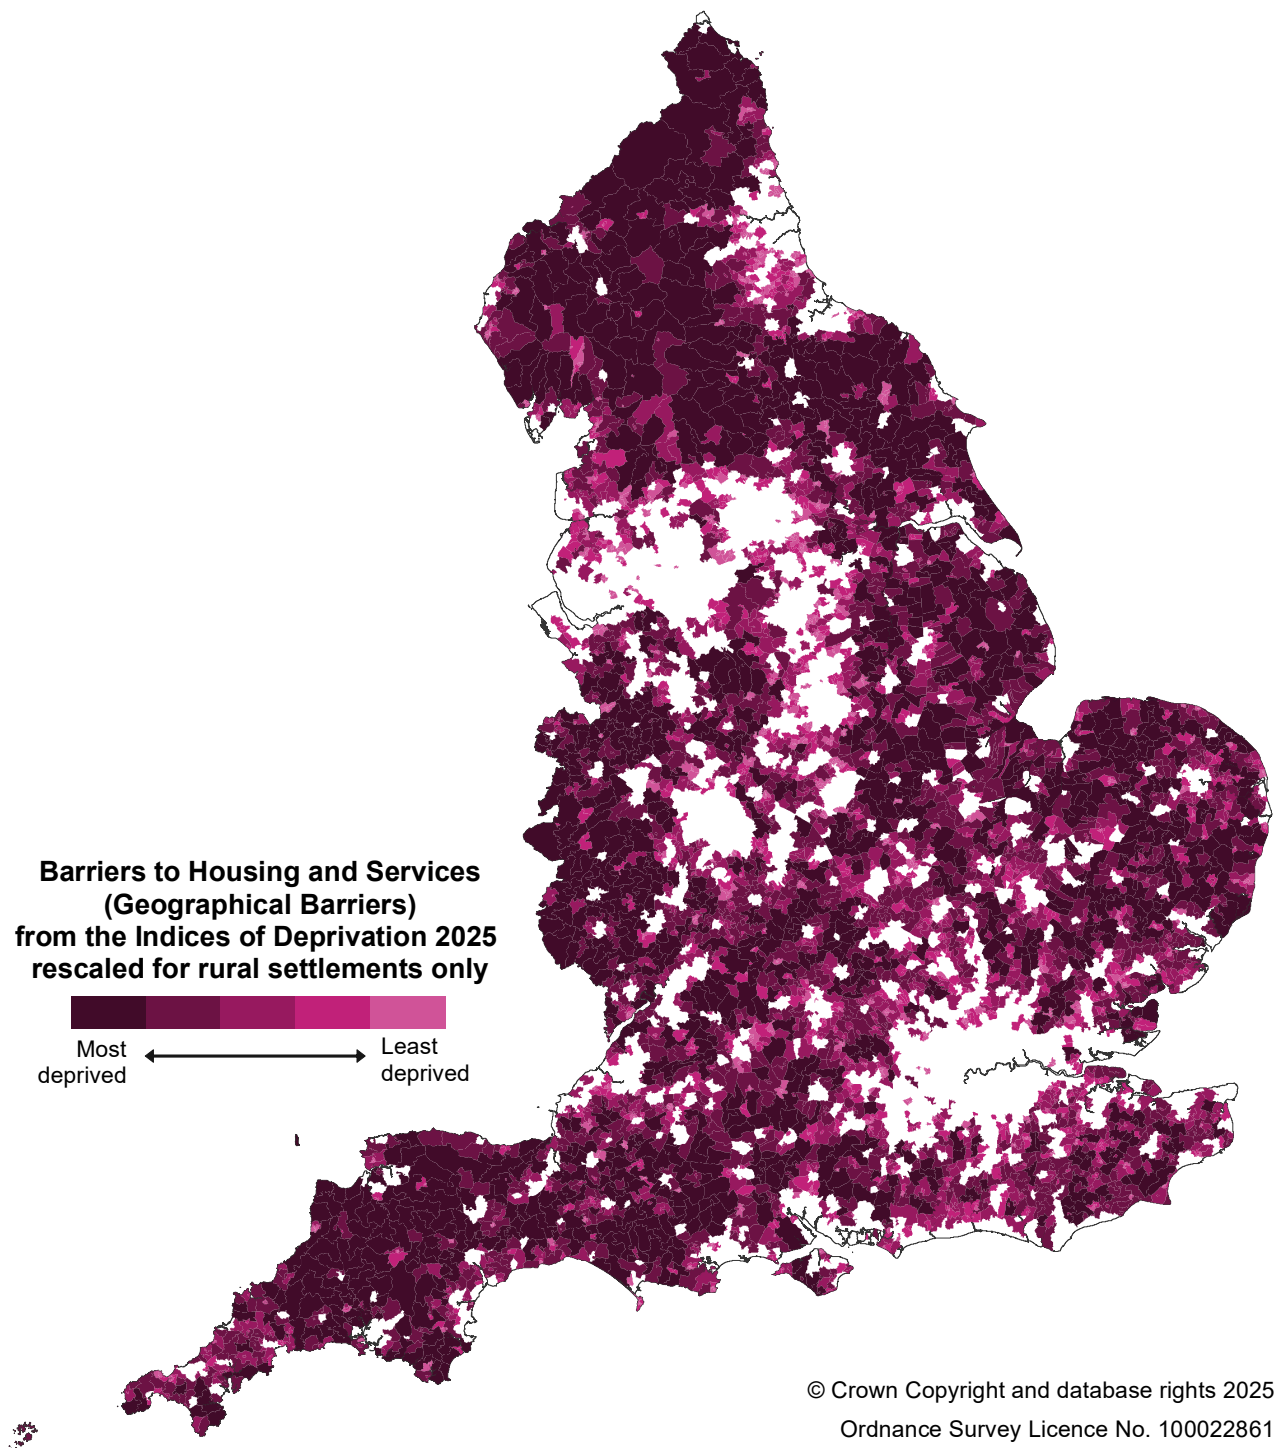 Barriers to Housing and Services
(Geographical Barriers)
from the Indices of Deprivation 2025
rescaled for rural settlements only
Most
deprived
Least
deprived
© Crown Copyright and database rights 2025
Ordnance Survey Licence No. 100022861